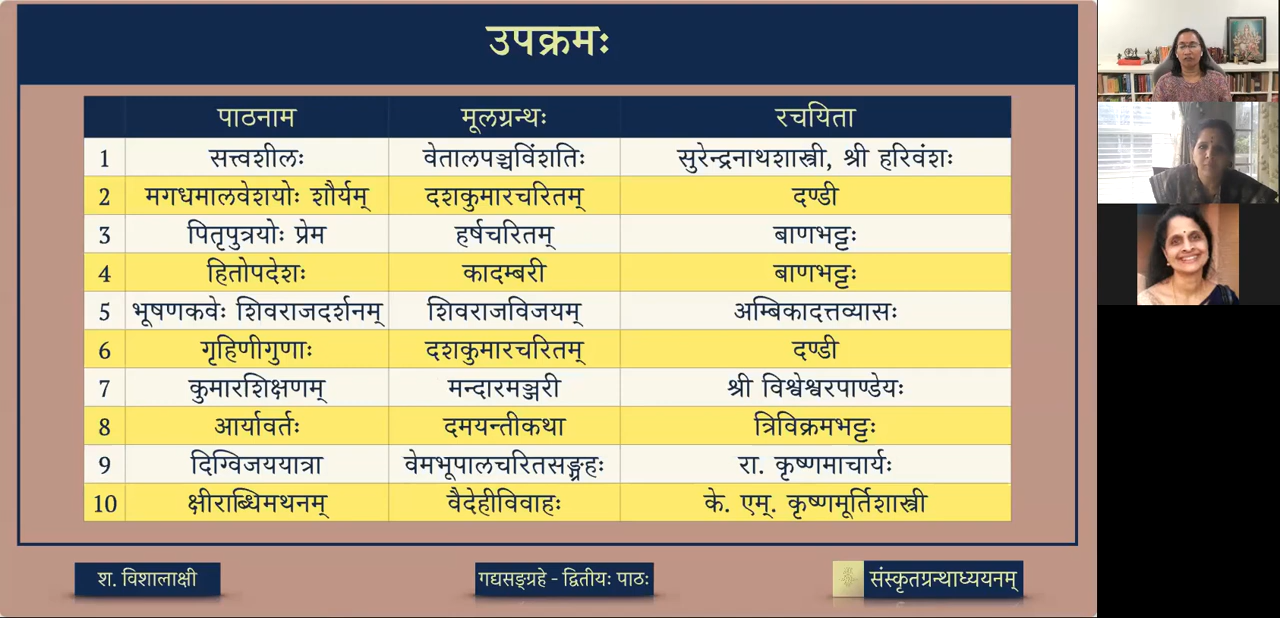 उपक्रमः
पाठनाम मूलग्रन्थः रचयिता
1 सत्त्वशीलः वेतालपञ्चविंशतिः सुरेन्द्रनाथशास्त्री, श्री हरिवंशः
2 मगधमालवेशयोः शौर्यम् दशकुमारचरितम् दण्डी
3 पितृपुत्रयोः प्रेम हर्षचरितम् बाणभट्टः
4 हितोपदेशः कादम्बरी बाणभट्टः
5 भूषणकवेः शिवराजदर्शनम् शिवराजविजयम् अम्बिकादत्तव्यासः
6 गृहिणीगुणाः दशकुमारचरितम् दण्डी
7 कुमारशिक्षणम् मन्दारमञ्जरी श्री विश्वेश्वरपाण्डेयः
8 आर्यावर्तः दमयन्तीकथा त्रिविक्रमभट्टः
9 दिग्विजययात्रा वेमभूपालचरितसङ्ग्रहः रा. कृष्णमाचार्यः
10 क्षीराब्धिमथनम् वैदेहीविवाहः के. एम्. कृष्णमूर्तिशास्त्री
श. विशालाक्षी गद्यसङ्ग्रहे - द्वितीयः पाठः संस्कृतग्रन्थाध्ययनम्